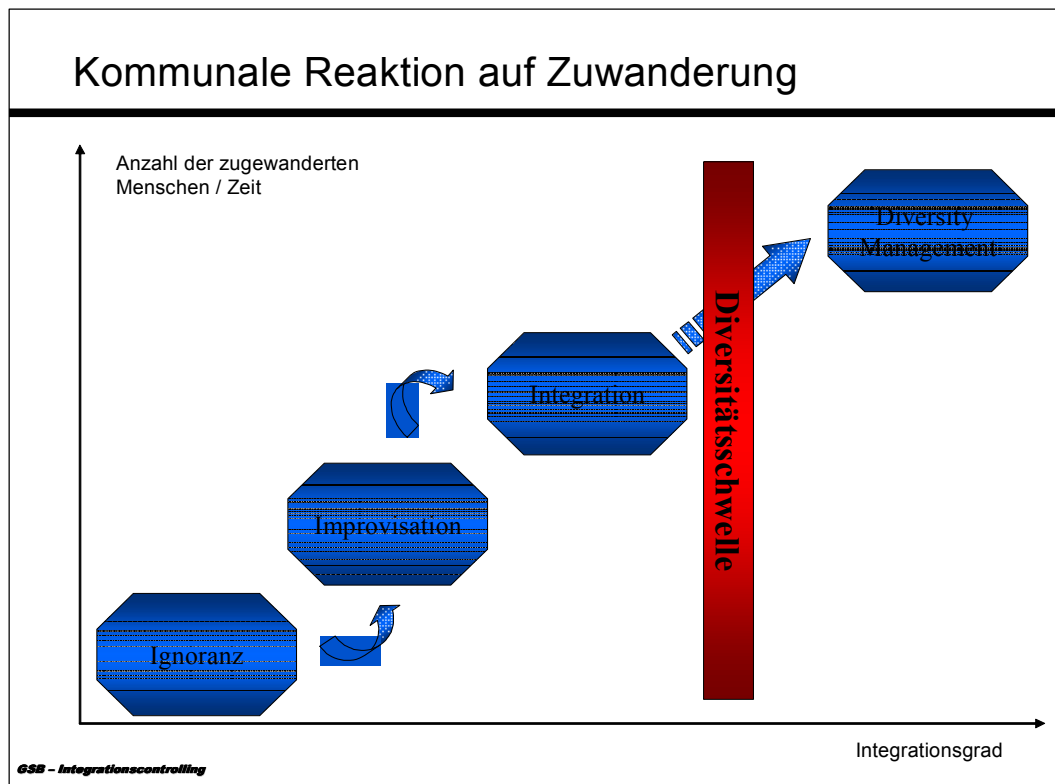 Kommunale Reaktion auf Zuwanderung
Anzahl der zugewanderten
Menschen / Zeit
Diversity
Management
Diversitätsschwelle
Integration
Improvisation
Ignoranz
Integrationsgrad
GSB – Integrationscontrolling